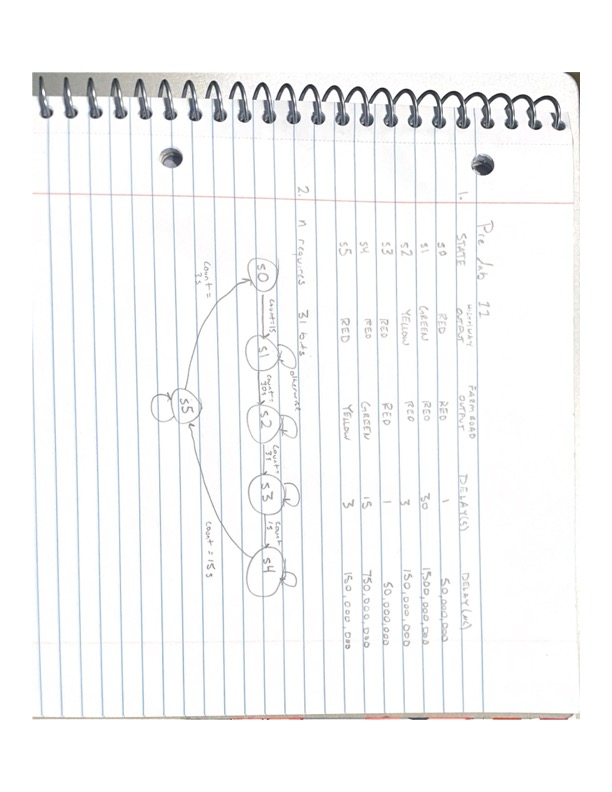 Pre lab 11
1. STATE HIGHWAY OUTPUT FARM ROAD OUTPUT DELAY(s) DELAY(nc)
S0 RED RED 1 50,000,000
S1 GREEN RED 30 1500,000,000
S2 YELLOW RED 3 150,000,000
S3 RED RED 1 50,000,000
S4 RED GREEN 15 750,000,000
S5 RED YELLOW 3 150,000,000
2. n requires 31 bits
otherwise
S0 count=1s S1 count= 30s S2 count= 3s S3 count 1s S4
count = 3s
S5
count = 15s